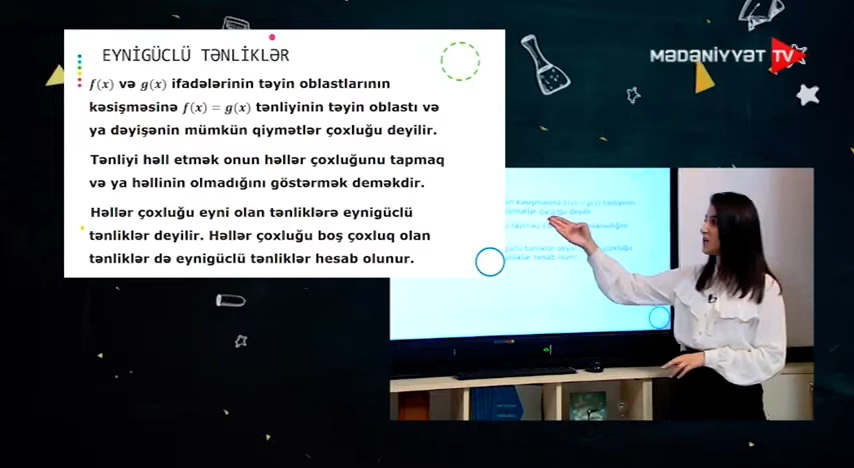 EYNİGÜCLÜ TƏNLİKLƏR
f(x) və g(x) ifadələrinin təyin oblastlarının
kəsişməsinə f(x) = g(x) tənliyinin təyin oblastı və
ya dəyişənin mümkün qiymətlər çoxluğu deyilir.
Tənliyi həll etmək onun həllər çoxluğunu tapmaq
və ya həllinin olmadığını göstərmək deməkdir.
Həllər çoxluğu eyni olan tənliklərə eynigüclü
tənliklər deyilir. Həllər çoxluğu boş çoxluq olan
tənliklər də eynigüclü tənliklər hesab olunur.
MƏDƏNİYYƏT TV